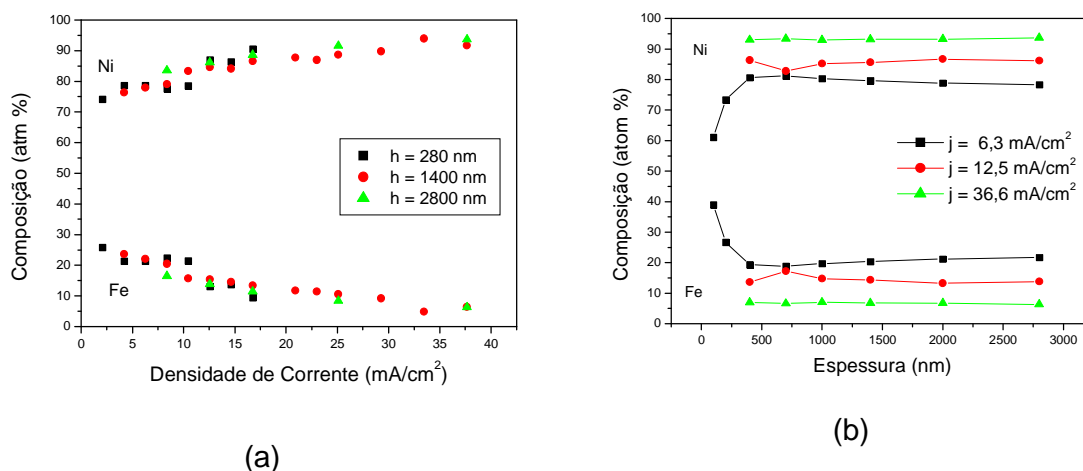 100
90
80
70
60
50
40
30
20
10
0
Composição (atm %)
Ni
Fe
h = 280 nm
h = 1400 nm
h = 2800 nm
0 5 10 15 20 25 30 35 40
Densidade de Corrente (mA/cm²)
(a)
100
90
80
70
60
50
40
30
20
10
0
Composição (atom %)
Ni
Fe
j = 6,3 mA/cm²
j = 12,5 mA/cm²
j = 36,6 mA/cm²
0 500 1000 1500 2000 2500 3000
Espessura (nm)
(b)